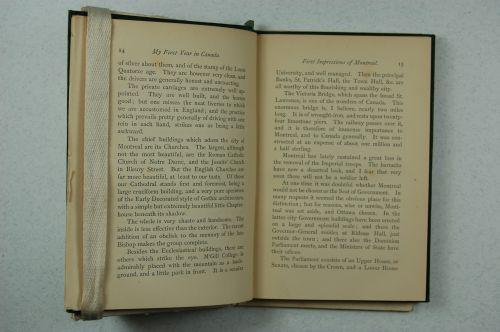 14 My First Year in Canada.
of silver about them, and of the stamp of the Louis
Quatorze age. They are however very clean, and
the drivers are generally honest and unexacting.
The private carriages are extremely well ap-
pointed. They are well built, and the horses
good; but one misses the neat liveries to which
we are accustomed in England; and the practice
which prevails pretty generally of driving with one
rein in each hand, strikes one as being a little
awkward.
The chief buildings which adorn the city of
Montreal are its Churches. The largest, although
not the most beautiful, are the Roman Catholic
Church of Notre Dame, and the Jesuits' Church
in Bleury Street. But the English Churches are
far more beautiful, at least to our taste. Of these
our Cathedral stands first and foremost, being a
large cruciform building, and a very pure specimen
of the Early Decorated style of Gothic architecture
with a simple but extremely beautiful little Chapter
house beneath its shadow.
The whole is very chaste and handsome. The
inside is less effective than the exterior. The recent
addition of an obelisk to the memory of the late
Bishop makes the group complete.
Besides the Ecclesiastical buildings, there are
others which strike the eye. M'Gill College is
admirably placed with the mountain as a back-
ground, and a little park in front. It is a
First Impressions of Montreal. 15
University, and well managed. Then the principal
Banks, St. Patrick's Hall, the Town Hall, &c. are
all worthy of this flourishing and wealthy city.
The Victoria Bridge, which spans the broad St.
Lawrence, is one of the wonders of Canada. This
enormous bridge is, I believe, nearly two miles
long. It is of wrought-iron, and rests upon twenty-
four limestone piers. The railway passes over it,
and it is therefore of immense importance to
Montreal, and to Canada generally. It was con-
structed at an expense of about one million and
a half sterling.
Montreal has lately sustained a great loss in
the removal of the Imperial troops. The barracks
have now a deserted look, and I fear that very
soon there will not be a soldier left.
At one time it was doubtful whether Montreal
would not be chosen as the Seat of Government. In
many respects it seemed the obvious place for this
distinction; but for reasons, wise or unwise, Mont-
real was set aside, and Ottawa chosen. In the
latter city Government buildings have been erected
on a large and splendid scale; and there the
Governor-General resides at Rideau Hall, just
outside the town; and there also the Dominion
Parliament meets, and the Ministers of State have
their offices.
The Parliament consists of an Upper House, or
Senate, chosen by the Crown, and a Lower House